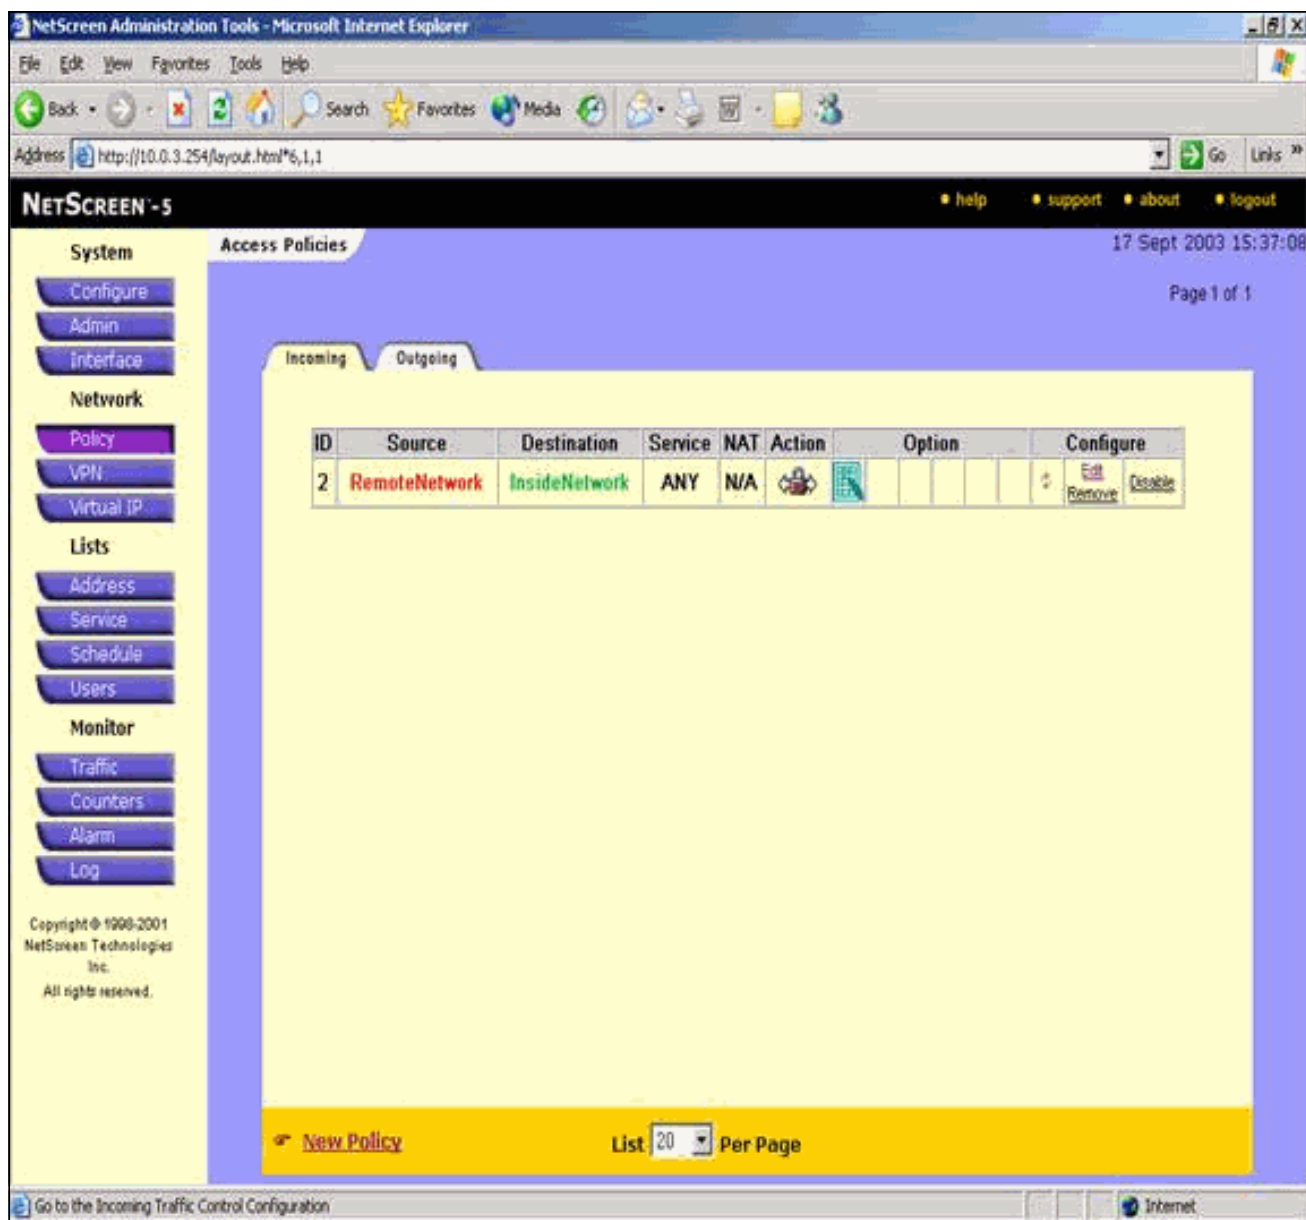 NetScreen Administration Tools - Microsoft Internet Explorer
File Edit View Favorites Tools Help
Back Search Favorites Media
Address http://10.0.3.254/layout.html*6,1,1 Go Links »
NETSCREEN-5 help support about logout
System
Configure
Admin
Interface
Network
Policy
VPN
Virtual IP
Lists
Address
Service
Schedule
Users
Monitor
Traffic
Counters
Alarm
Log
Copyright © 1998-2001
NetScreen Technologies
Inc.
All rights reserved.
Access Policies 17 Sept 2003 15:37:08
Page 1 of 1
Incoming Outgoing
ID Source Destination Service NAT Action Option Configure
2 RemoteNetwork InsideNetwork ANY N/A Edit Remove Disable
New Policy List 20 Per Page
Go to the Incoming Traffic Control Configuration Internet